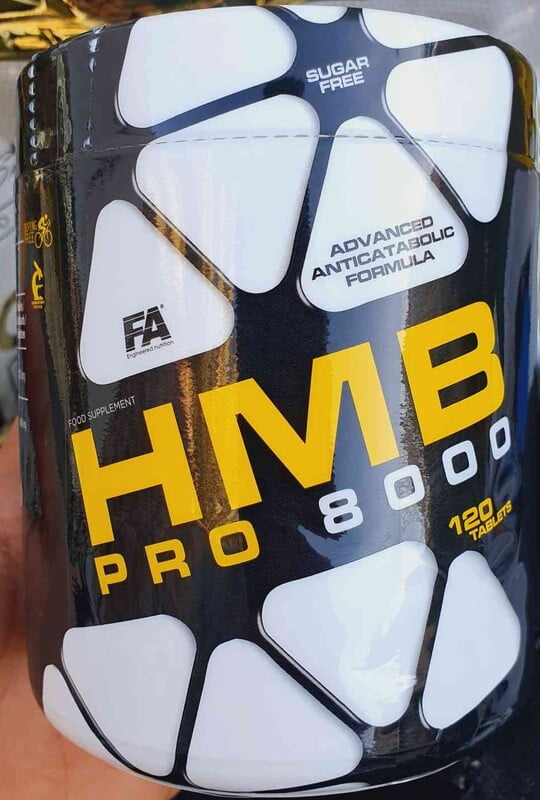 SUGAR
FREE
ADVANCED
ANTICATABOLIC
FORMULA
FA
Engineered nutrition
FOOD SUPPLEMENT
HMB
PRO 8000
120
TABLETS